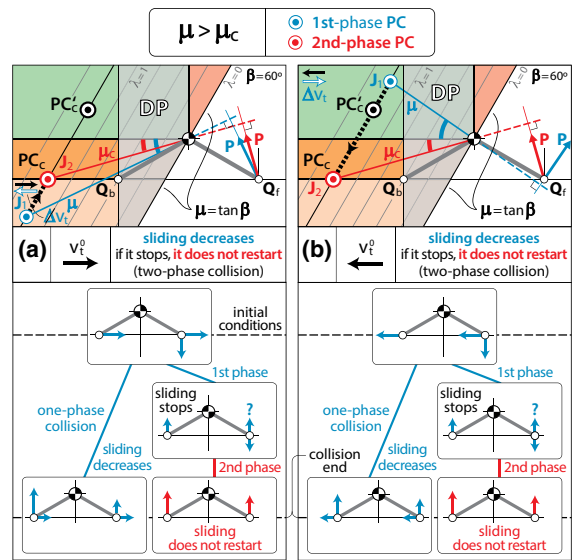 μ > μc
1st-phase PC
2nd-phase PC
λ=1
λ=0
β=60º
PC'c
DP
PCc
J2
μc
P
P
J1
Δvt
μ
Qb
Qf
μ=tanβ
(a)
vt0
sliding decreases
if it stops, it does not restart
(two-phase collision)
Δvt
J1
λ=1
λ=0
β=60º
PC'c
DP
μ
PCc
μc
P
P
J2
Qb
Qf
μ=tanβ
(b)
vt0
sliding decreases
if it stops, it does not restart
(two-phase collision)
initial
conditions
1st phase
one-phase
collision
sliding
stops
?
sliding
decreases
2nd phase
collision
end
sliding
does not restart
1st phase
one-phase
collision
sliding
stops
?
sliding
decreases
2nd phase
sliding
does not restart